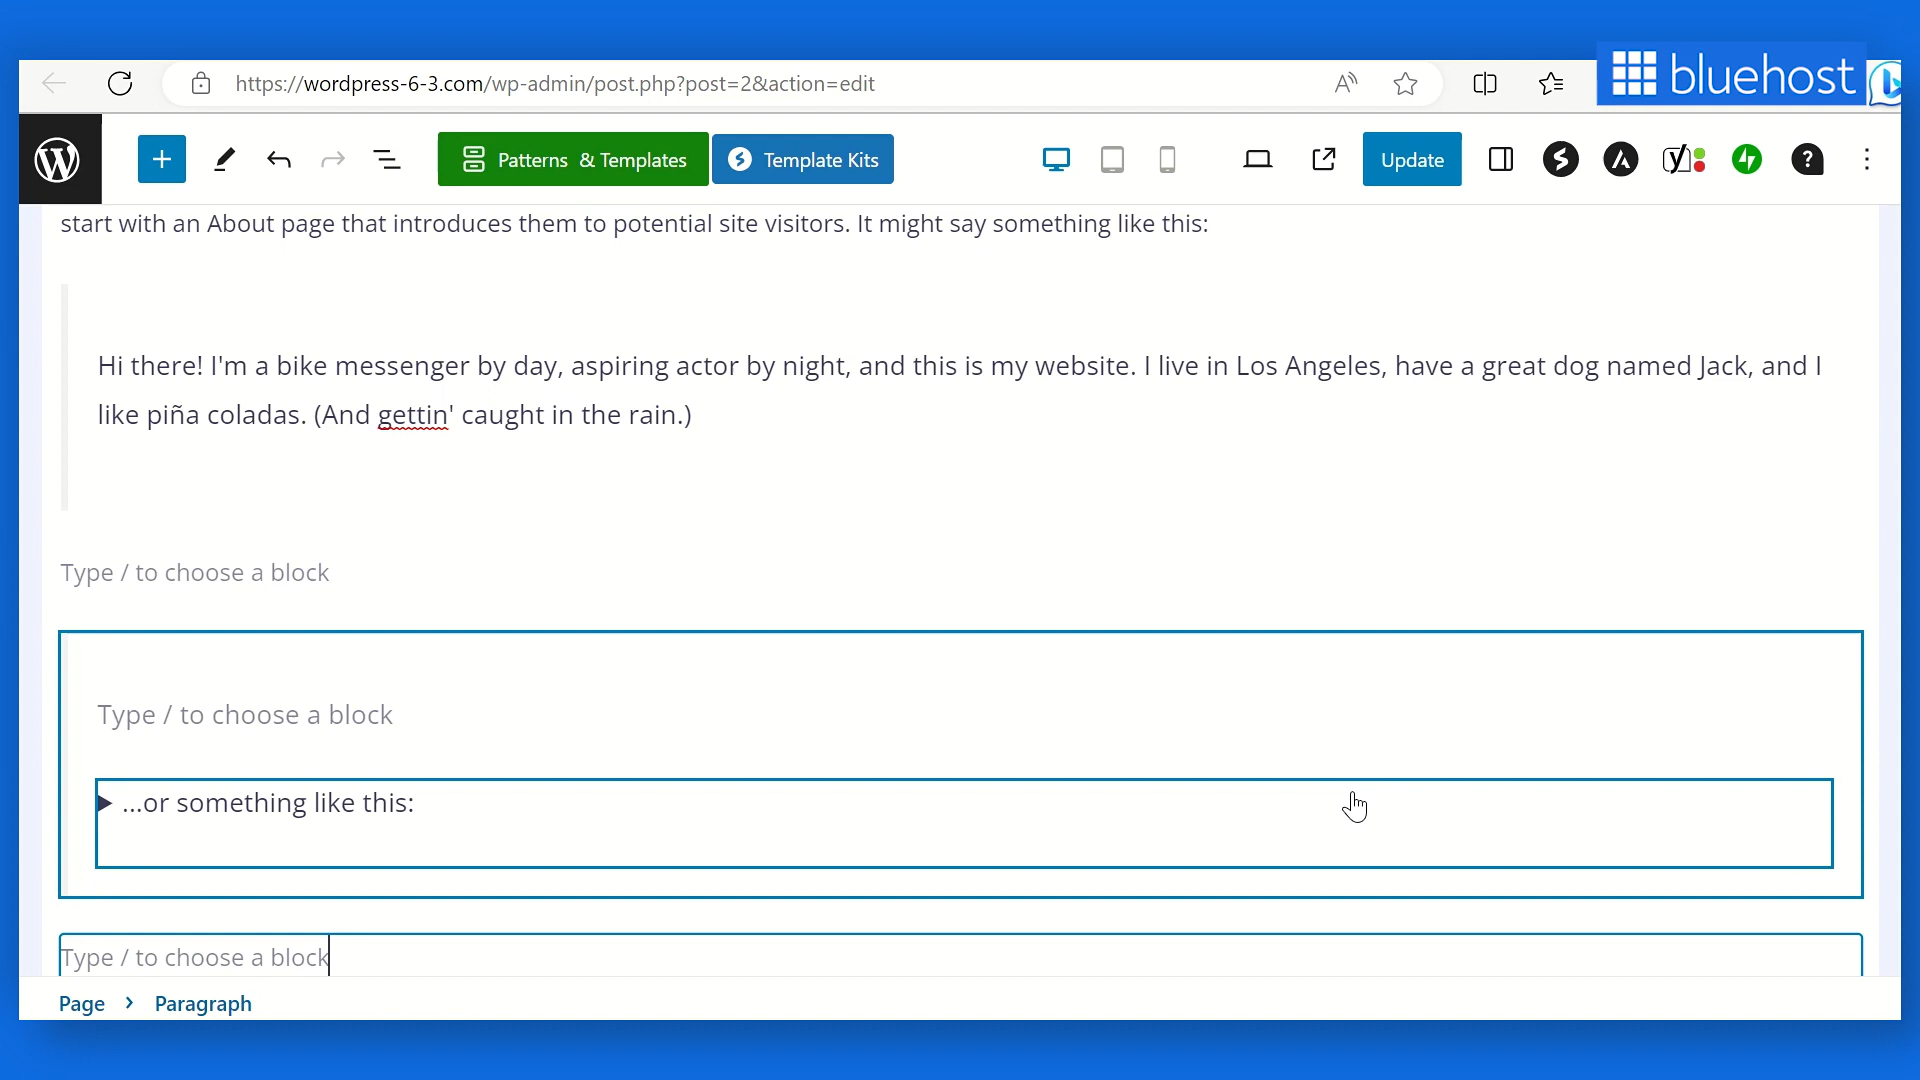 bluehost
https://wordpress-6-3.com/wp-admin/post.php?post=2&action=edit
Patterns & Templates
Template Kits
Update
start with an About page that introduces them to potential site visitors. It might say something like this:
Hi there! I'm a bike messenger by day, aspiring actor by night, and this is my website. I live in Los Angeles, have a great dog named Jack, and I
like piña coladas. (And gettin' caught in the rain.)
Type / to choose a block
Type / to choose a block
...or something like this:
Type / to choose a block
Page > Paragraph